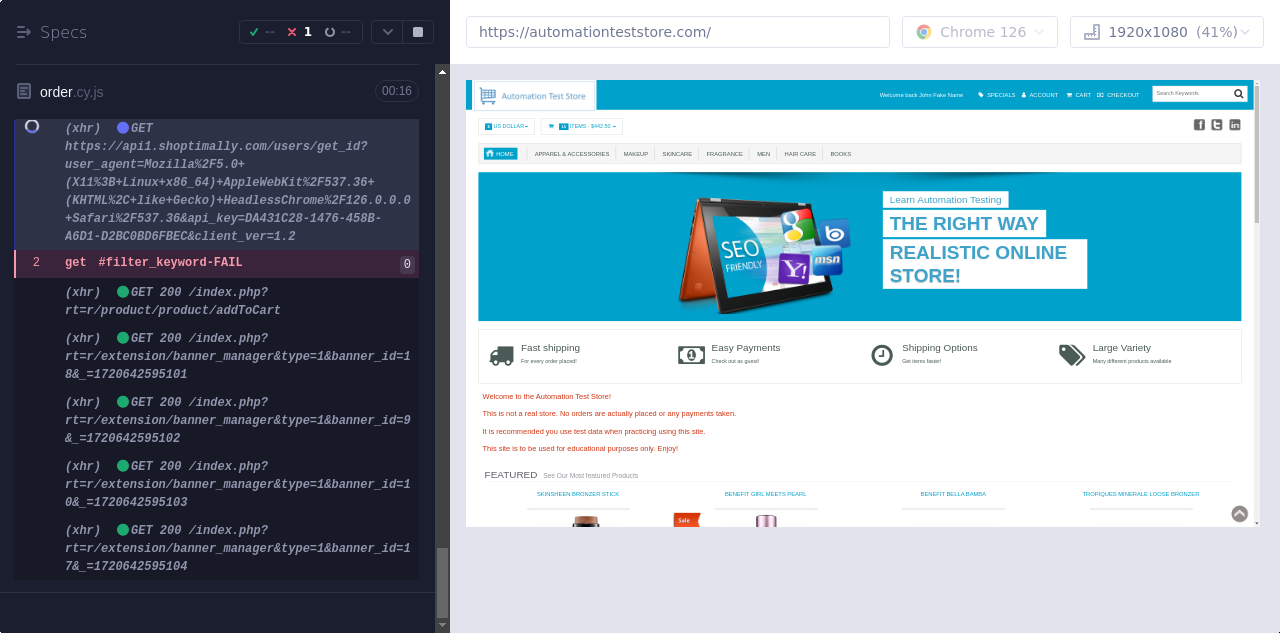 Specs
--
1
--
https://automationteststore.com/
Chrome 126
1920x1080 (41%)
order.cy.js
00:16
(xhr) GET
https://api1.shoptimally.com/users/get_id?
user_agent=Mozilla%2F5.0+
(X11%3B+Linux+x86_64)+AppleWebKit%2F537.36+
(KHTML%2C+like+Gecko)+HeadlessChrome%2F126.0.0.0
+Safari%2F537.36&api_key=DA431C28-1476-458B-
A6D1-D2BC0BD6FBEC&client_ver=1.2
2 get #filter_keyword-FAIL 0
(xhr) GET 200 /index.php?
rt=r/product/product/addToCart
(xhr) GET 200 /index.php?
rt=r/extension/banner_manager&type=1&banner_id=1
8&_=1720642595101
(xhr) GET 200 /index.php?
rt=r/extension/banner_manager&type=1&banner_id=9
&_=1720642595102
(xhr) GET 200 /index.php?
rt=r/extension/banner_manager&type=1&banner_id=1
0&_=1720642595103
(xhr) GET 200 /index.php?
rt=r/extension/banner_manager&type=1&banner_id=1
7&_=1720642595104
Automation Test Store
Welcome back John Fake Name
SPECIALS
ACCOUNT
CART
CHECKOUT
Search Keywords
$ US DOLLAR
ITEMS - $442.50
HOME
APPAREL & ACCESSORIES
MAKEUP
SKINCARE
FRAGRANCE
MEN
HAIR CARE
BOOKS
SEO
FRIENDLY
Y!
bing
msn
Learn Automation Testing
THE RIGHT WAY
REALISTIC ONLINE
STORE!
Fast shipping
For every order placed!
Easy Payments
Check out as guest!
Shipping Options
Get items faster!
Large Variety
Many different products available
Welcome to the Automation Test Store!
This is not a real store. No orders are actually placed or any payments taken.
It is recommended you use test data when practicing using this site.
This site is to be used for educational purposes only. Enjoy!
FEATURED See Our Most featured Products
SKINSHEEN BRONZER STICK
BENEFIT GIRL MEETS PEARL
BENEFIT BELLA BAMBA
TROPIQUES MINERALE LOOSE BRONZER
Sale